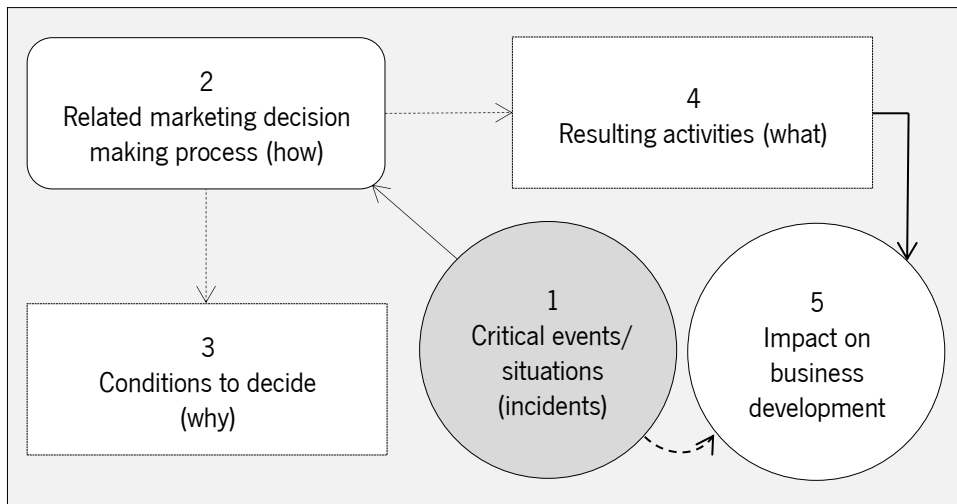 2
Related marketing decision
making process (how)
4
Resulting activities (what)
3
Conditions to decide
(why)
1
Critical events/
situations
(incidents)
5
Impact on
business
development